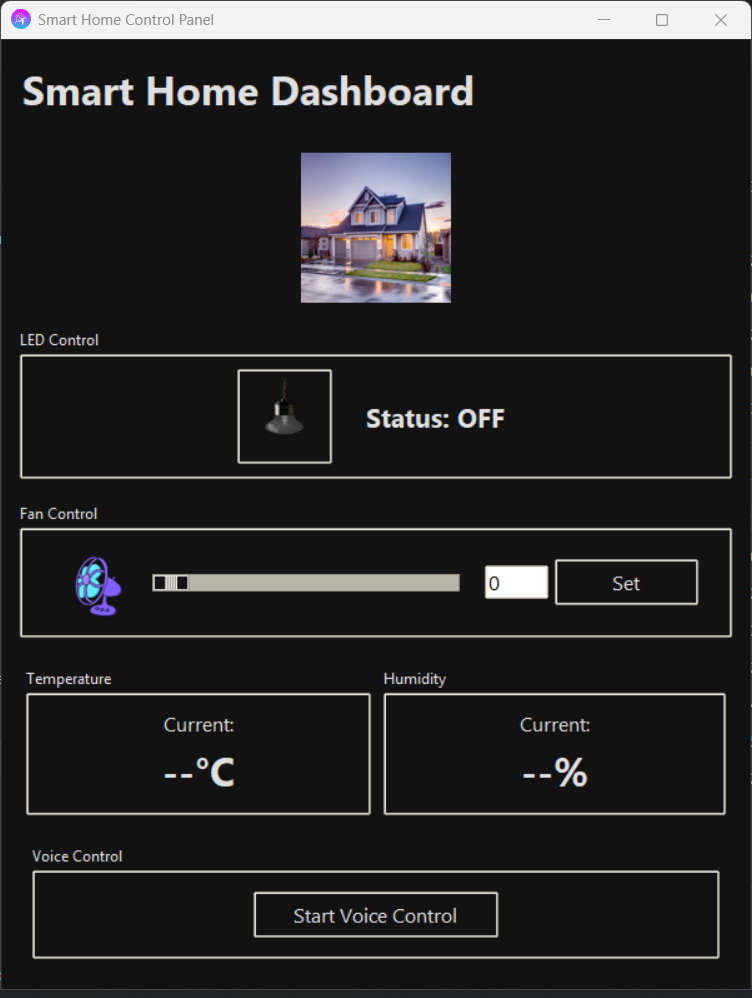 Smart Home Control Panel
Smart Home Dashboard
LED Control
Status: OFF
Fan Control
0
Set
Temperature
Humidity
Current:
--°C
Current:
--%
Voice Control
Start Voice Control